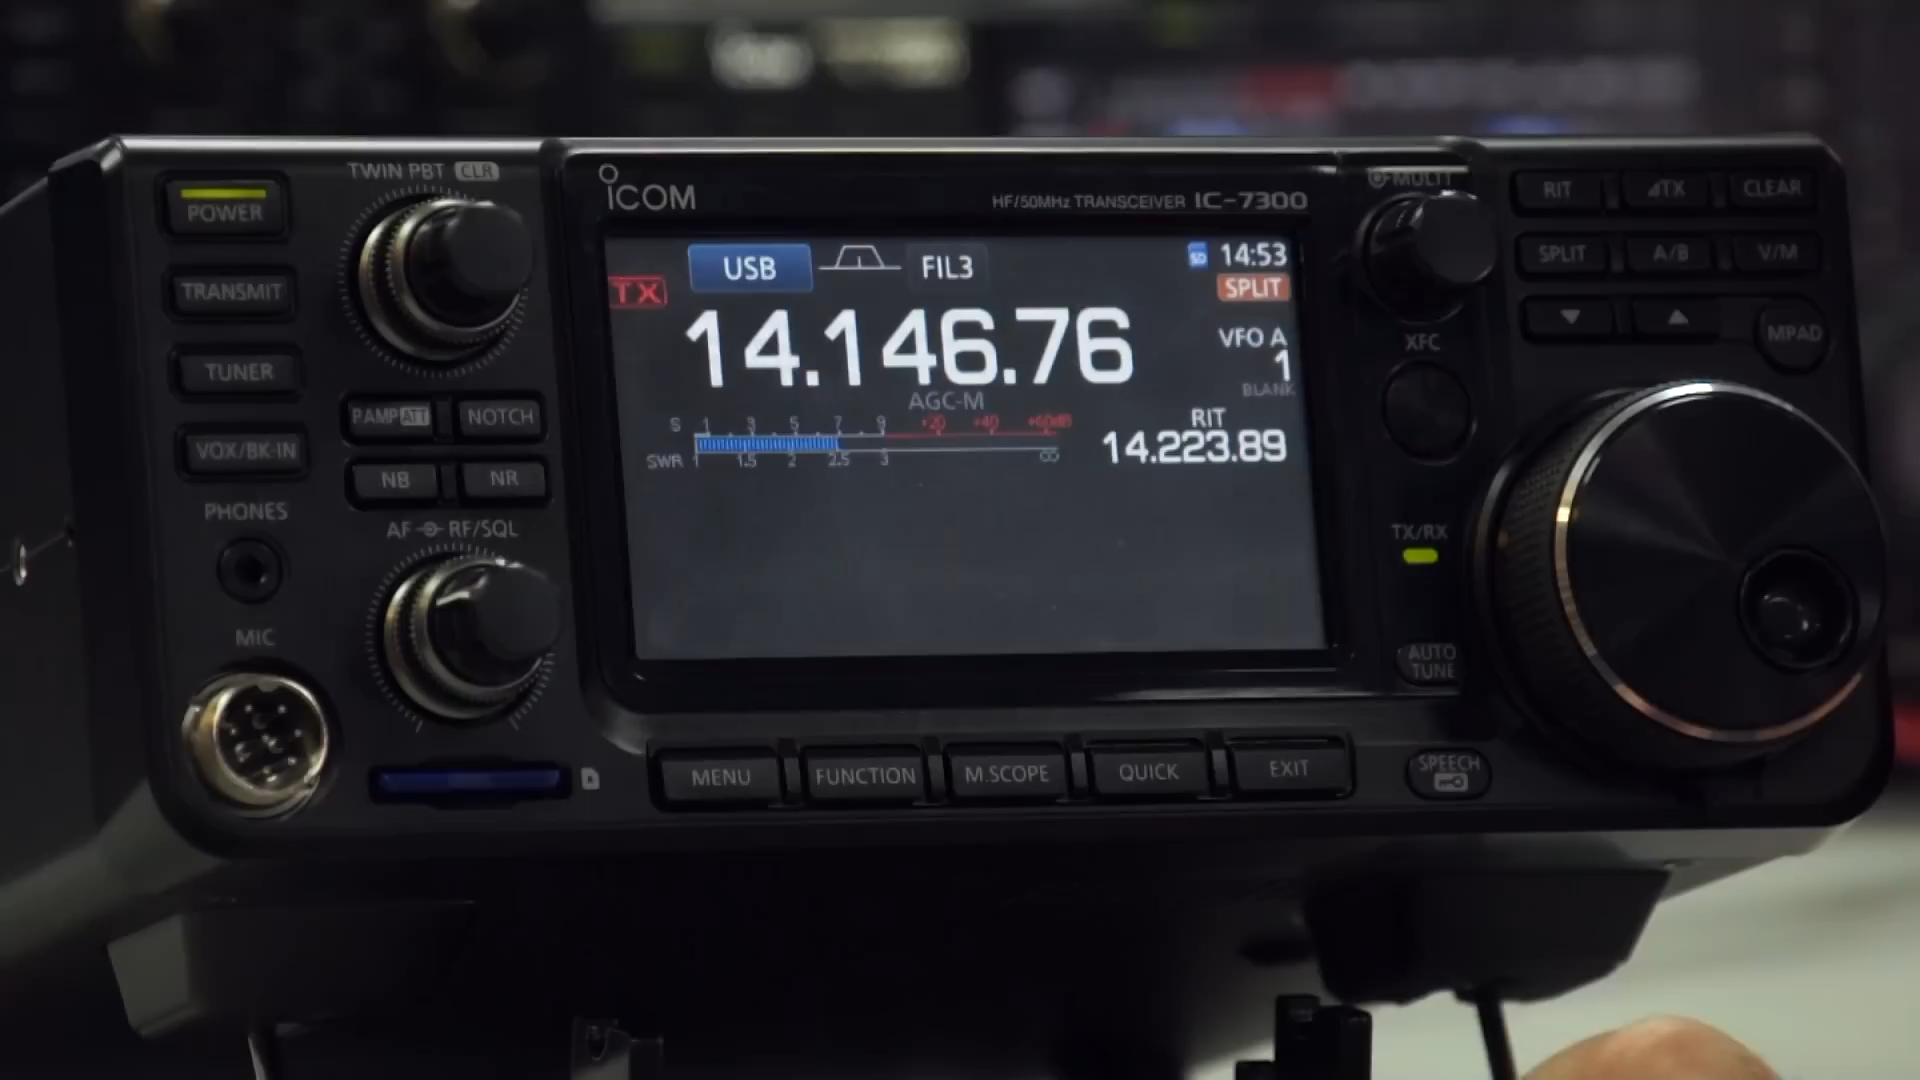 TWIN PBT CLR
POWER
TRANSMIT
TUNER
VOX/BK-IN
P.AMP ATT
NOTCH
NB
NR
PHONES
AF RF/SQL
MIC
ICOM
HF/50MHz TRANSCEIVER IC-7300
USB
FIL3
14:53
SPLIT
TX
14.146.76
VFO A
1
BLANK
AGC-M
S 1 3 5 7 9 +20 +40 +60dB
SWR 1 1.5 2 2.5 3 ∞
RIT
14.223.89
MENU
FUNCTION
M.SCOPE
QUICK
EXIT
MULTI
RIT
⊿TX
CLEAR
SPLIT
A/B
V/M
▼
▲
MPAD
XFC
TX/RX
AUTO
TUNE
SPEECH